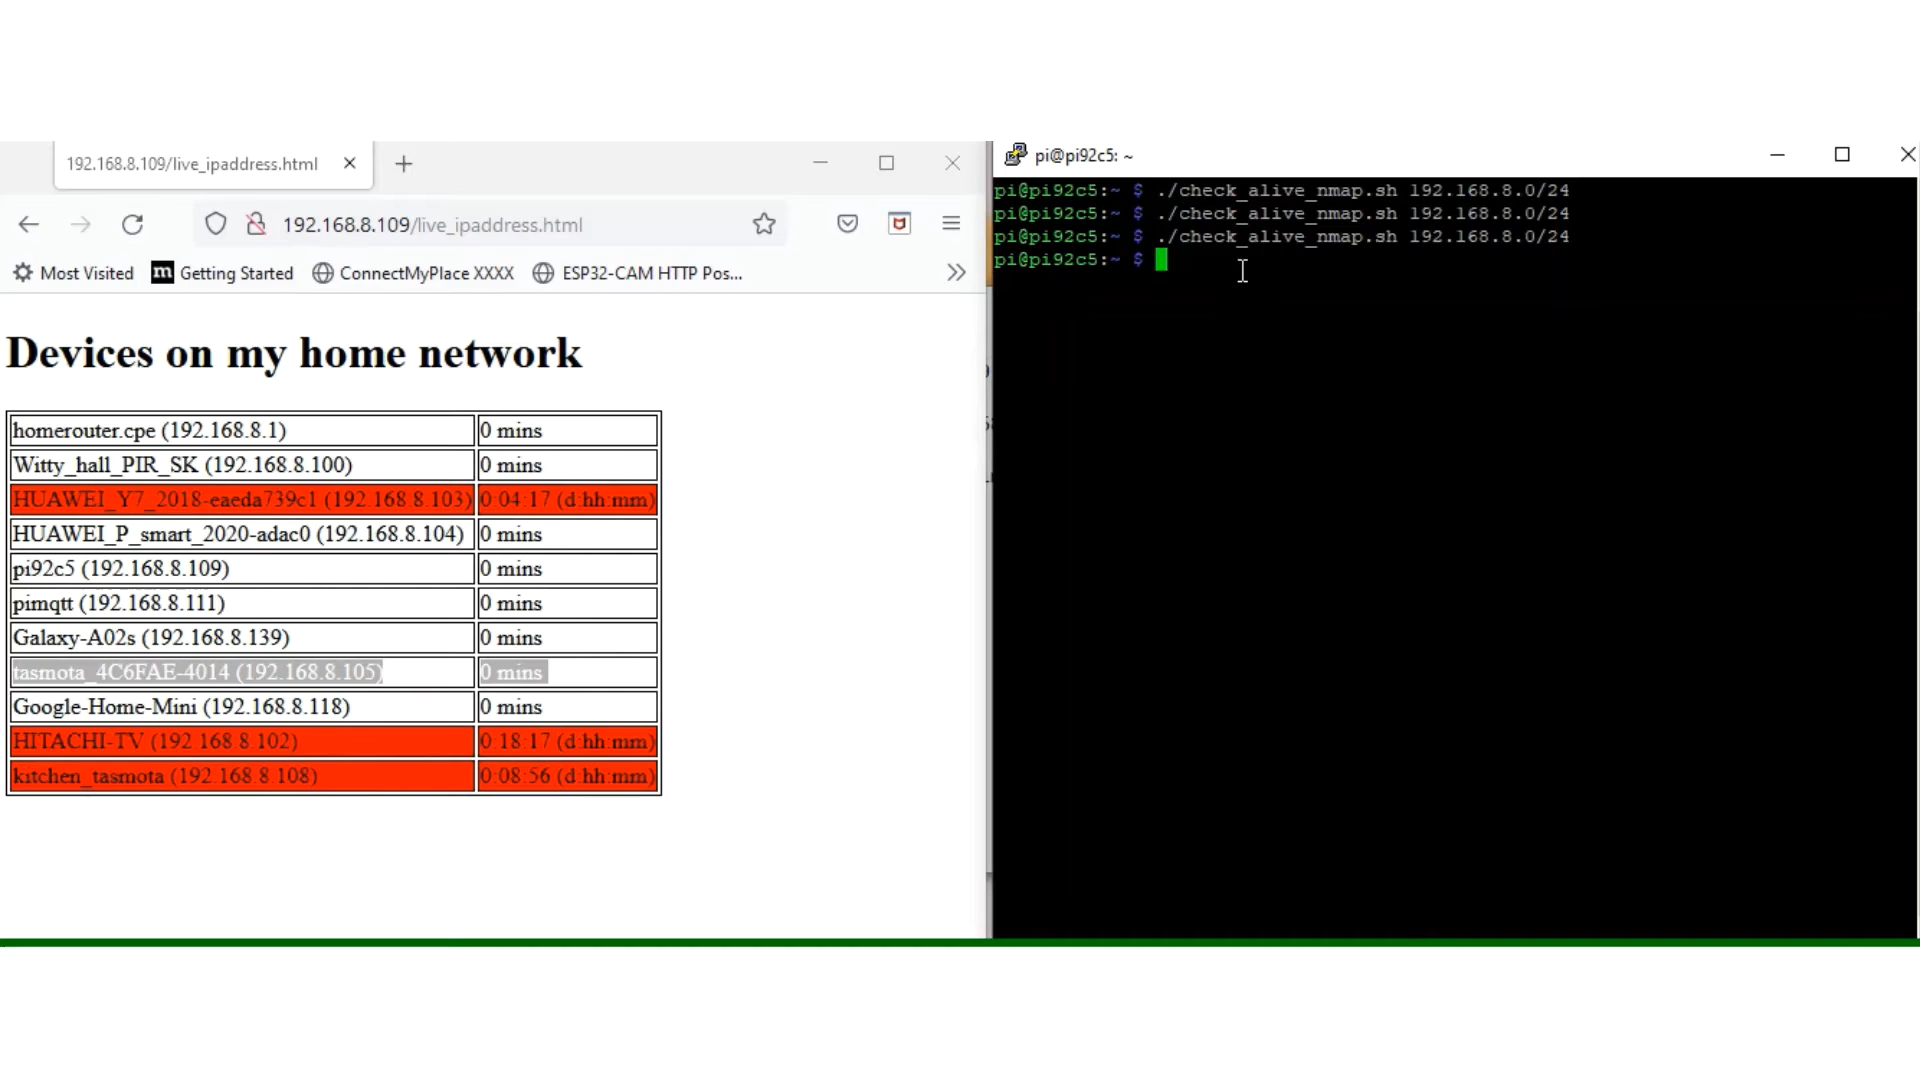 192.168.8.109/live_ipaddress.html
192.168.8.109/live_ipaddress.html
Most Visited Getting Started ConnectMyPlace XXXX ESP32-CAM HTTP Pos...
Devices on my home network
homerouter.cpe (192.168.8.1) 0 mins
Witty_hall_PIR_SK (192.168.8.100) 0 mins
HUAWEI_Y7_2018-eaeda739c1 (192.168.8.103) 0:04:17 (d:hh:mm)
HUAWEI_P_smart_2020-adac0 (192.168.8.104) 0 mins
pi92c5 (192.168.8.109) 0 mins
pimqtt (192.168.8.111) 0 mins
Galaxy-A02s (192.168.8.139) 0 mins
tasmota_4C6FAE-4014 (192.168.8.105) 0 mins
Google-Home-Mini (192.168.8.118) 0 mins
HITACHI-TV (192.168.8.102) 0:18:17 (d:hh:mm)
kitchen_tasmota (192.168.8.108) 0:08:56 (d:hh:mm)
pi@pi92c5: ~
pi@pi92c5:~ $ ./check_alive_nmap.sh 192.168.8.0/24
pi@pi92c5:~ $ ./check_alive_nmap.sh 192.168.8.0/24
pi@pi92c5:~ $ ./check_alive_nmap.sh 192.168.8.0/24
pi@pi92c5:~ $